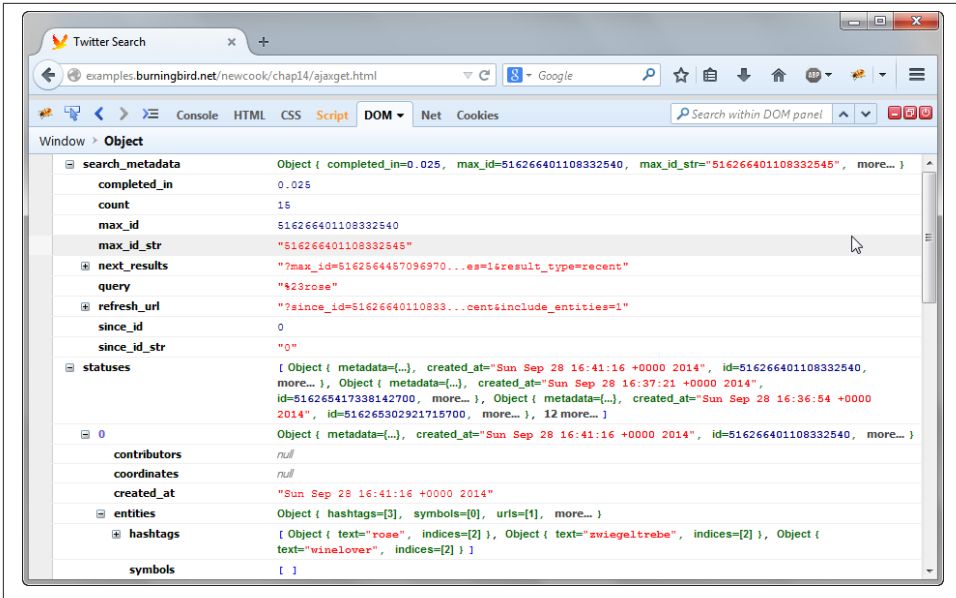 Twitter Search × +
examples.burningbird.net/newcook/chap14/ajaxget.html 8 Google ABP
Console HTML CSS Script DOM Net Cookies Search within DOM panel
Window > Object
search_metadata Object { completed_in=0.025, max_id=516266401108332540, max_id_str="516266401108332545", more... }
completed_in 0.025
count 15
max_id 516266401108332540
max_id_str "516266401108332545"
next_results "?max_id=5162564457096970...es=1&result_type=recent"
query "%23rose"
refresh_url "?since_id=51626640110833...cent&include_entities=1"
since_id 0
since_id_str "0"
statuses [ Object { metadata={...}, created_at="Sun Sep 28 16:41:16 +0000 2014", id=516266401108332540,
more... }, Object { metadata={...}, created_at="Sun Sep 28 16:37:21 +0000 2014",
id=516265417338142700, more... }, Object { metadata={...}, created_at="Sun Sep 28 16:36:54 +0000
2014", id=516265302921715700, more... }, 12 more... ]
0 Object { metadata={...}, created_at="Sun Sep 28 16:41:16 +0000 2014", id=516266401108332540, more... }
contributors null
coordinates null
created_at "Sun Sep 28 16:41:16 +0000 2014"
entities Object { hashtags=[3], symbols=[0], urls=[1], more... }
hashtags [ Object { text="rose", indices=[2] }, Object { text="zwiegeltrebe", indices=[2] }, Object {
text="winelover", indices=[2] } ]
symbols [ ]